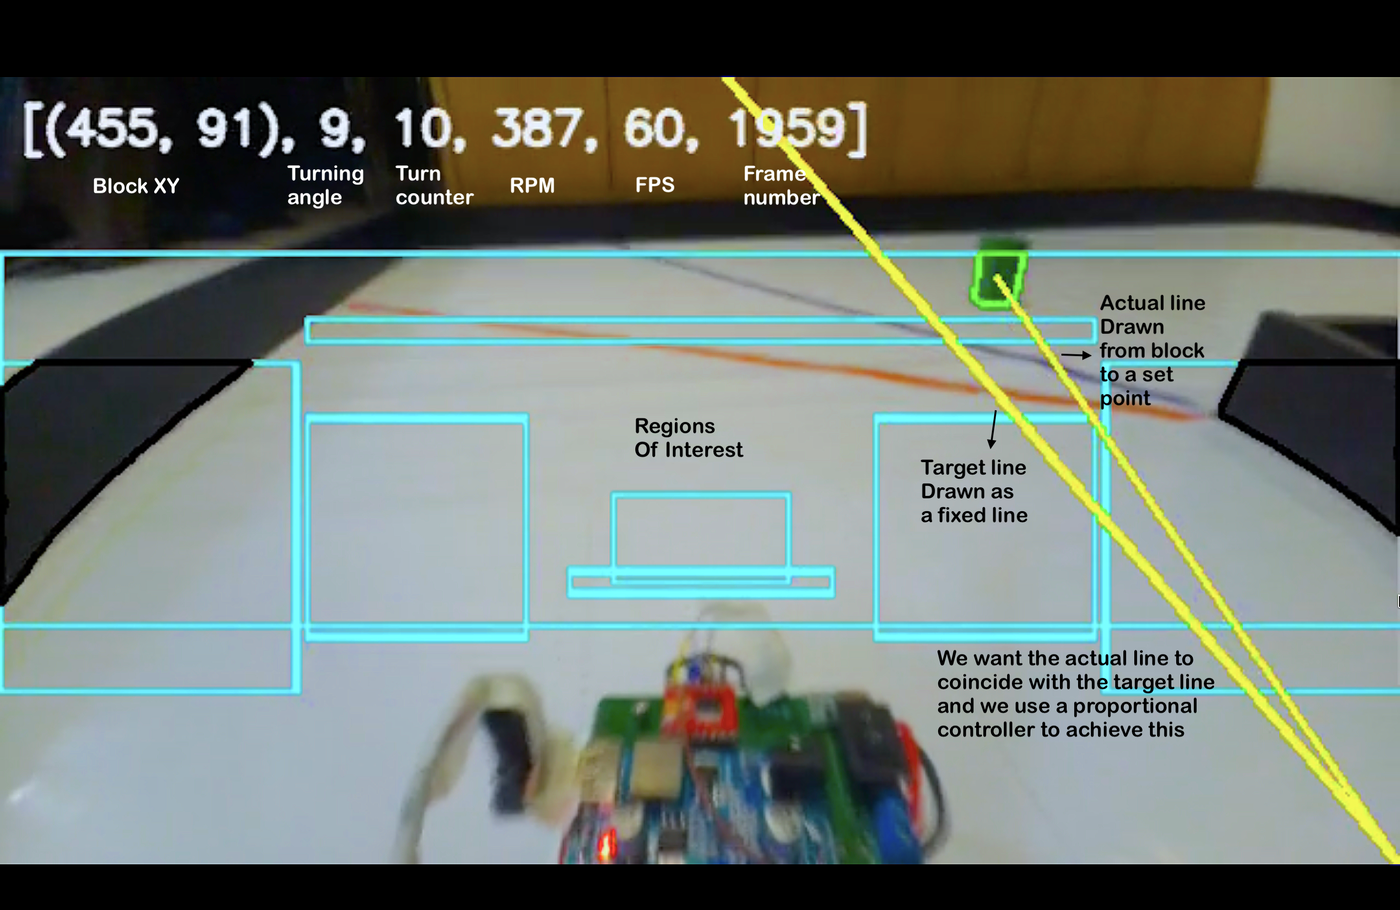 [(455, 91), 9, 10, 387, 60, 1959]
Block XY
Turning
angle
Turn
counter
RPM
FPS
Frame
number
Actual line
Drawn
from block
to a set
point
Regions
Of Interest
Target line
Drawn as
a fixed line
We want the actual line to
coincide with the target line
and we use a proportional
controller to achieve this